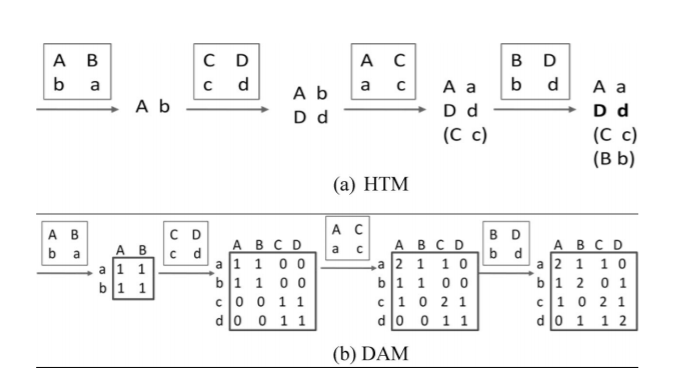 A B C D A C B D
b a c d a c b d
A b A b A a A a
D d D d D d
(C c) (C c)
(B b)
(a) HTM
A B C D A C B D
b a c d a c b d
A B A B C D A B C D A B C D
a 1 1 a 1 1 0 0 a 2 1 1 0 a 2 1 1 0
b 1 1 b 1 1 0 0 b 1 1 0 0 b 1 2 0 1
c 0 0 1 1 c 1 0 2 1 c 1 0 2 1
d 0 0 1 1 d 0 0 1 1 d 0 1 1 2
(b) DAM